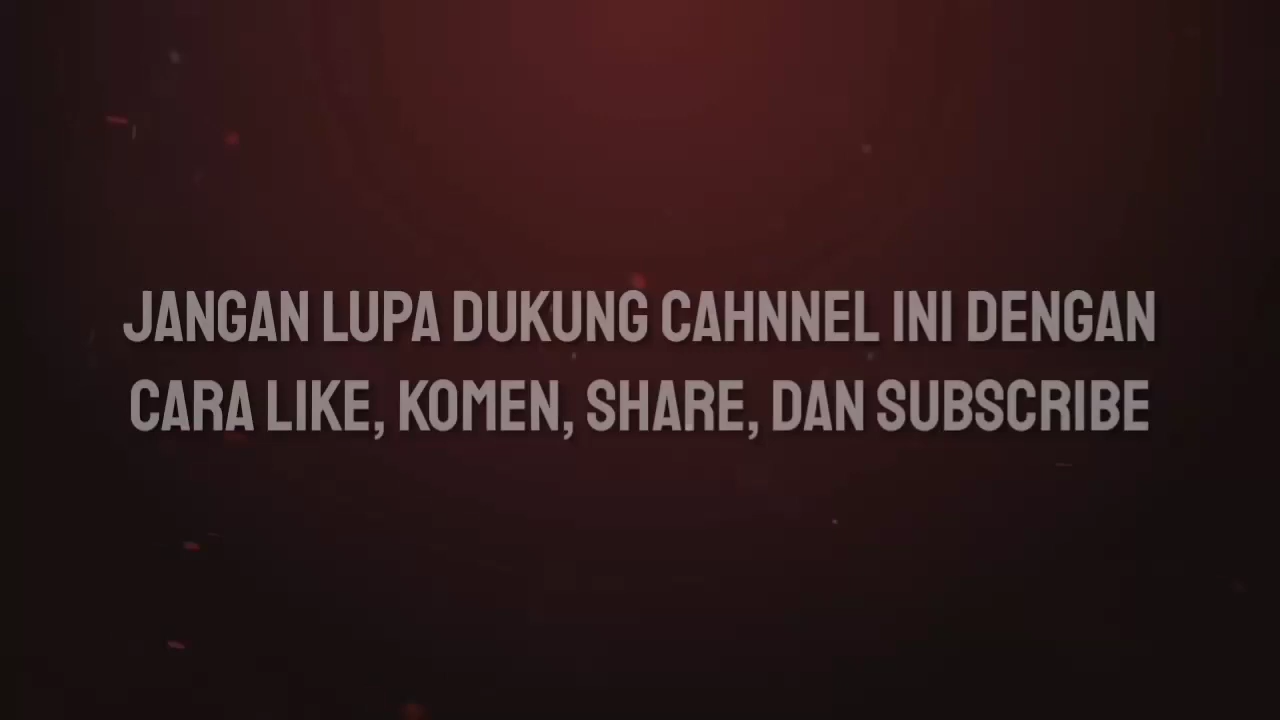 JANGAN LUPA DUKUNG CAHNNEL INI DENGAN
CARA LIKE, KOMEN, SHARE, DAN SUBSCRIBE